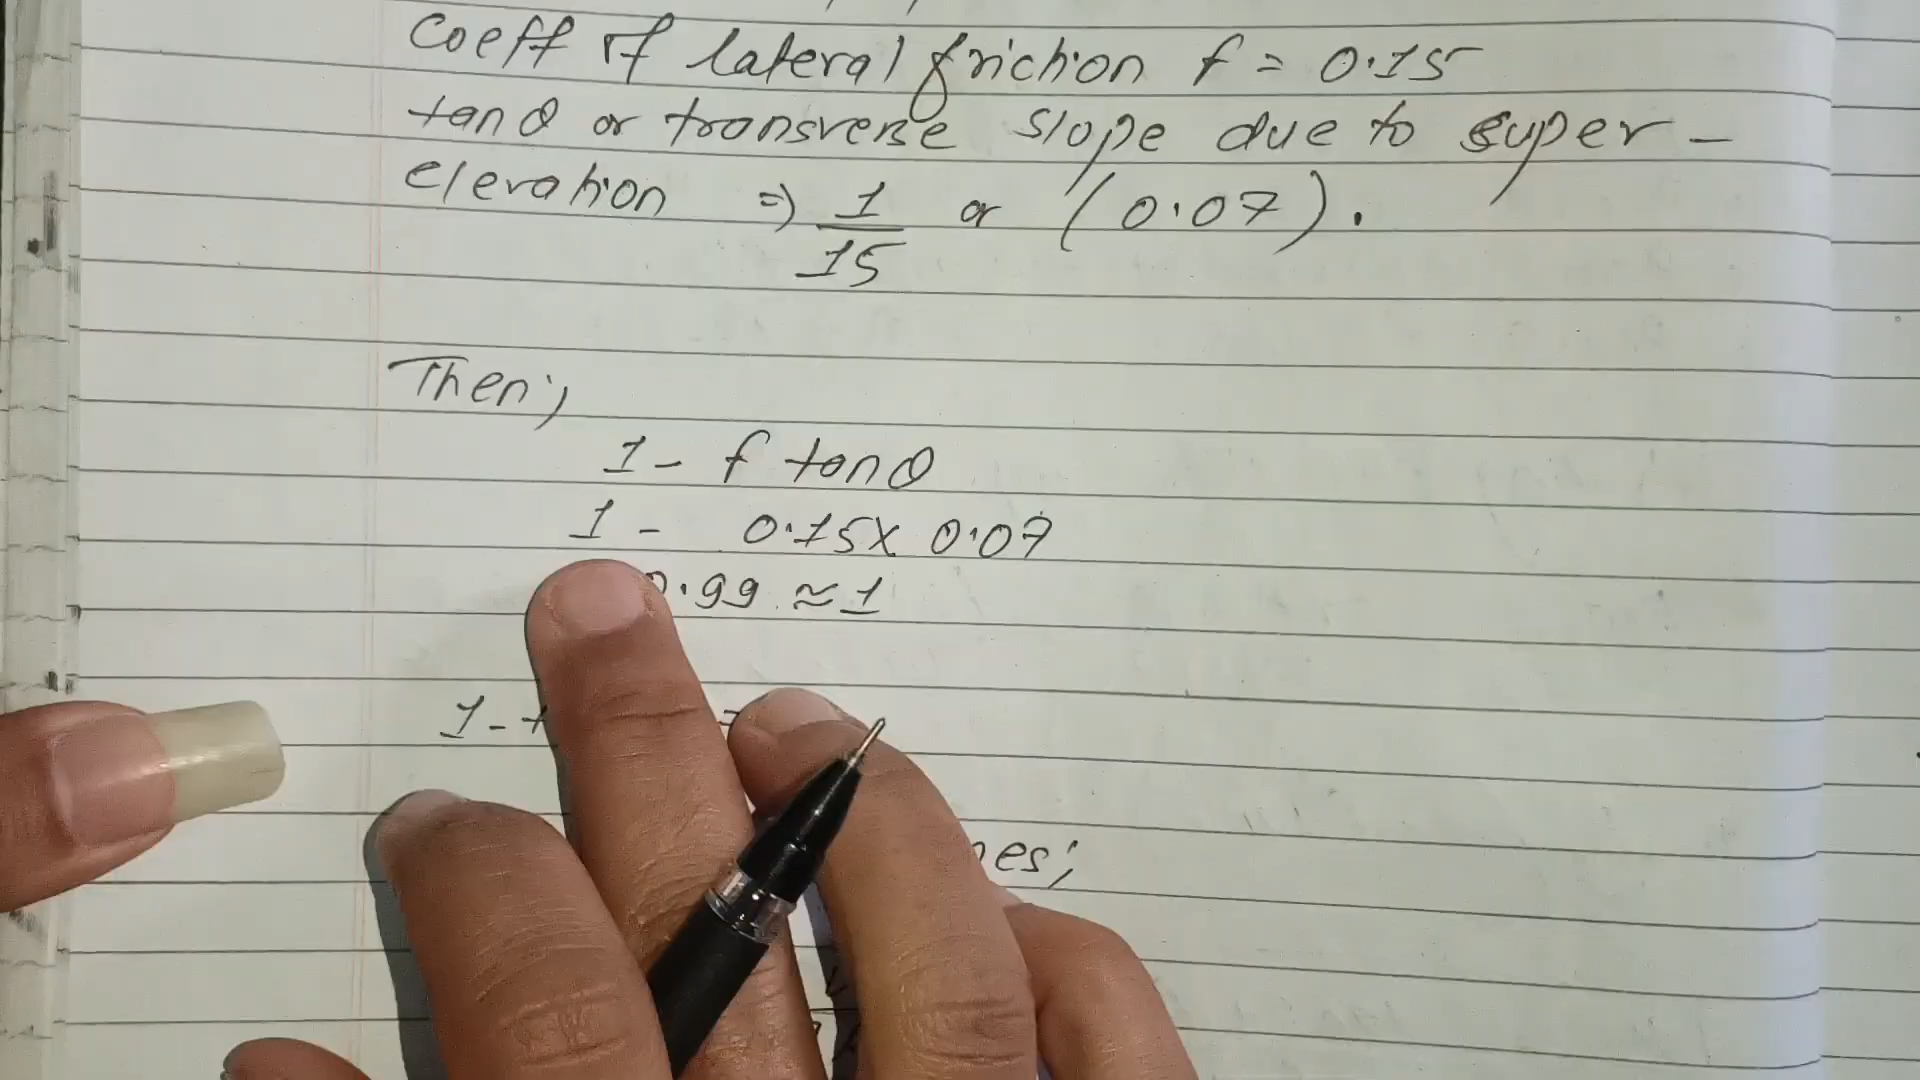 Coeff of lateral friction f = 0.15
tanθ or transverse slope due to super-
elevation => 1/15 or (0.07).
Then;
1 - f tanθ
1 - 0.15 x 0.07
0.99 ≈ 1
1 -